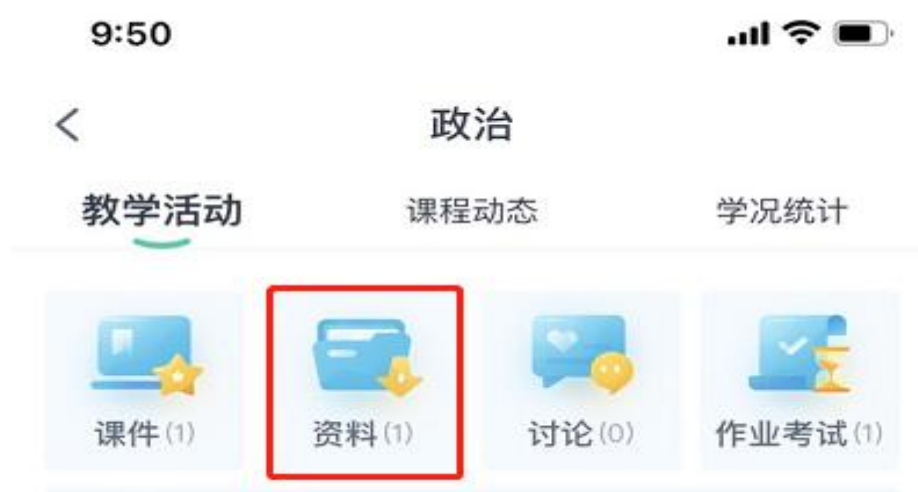 9:50
政治
教学活动 课程动态 学况统计
课件(1) 资料(1) 讨论(0) 作业考试(1)